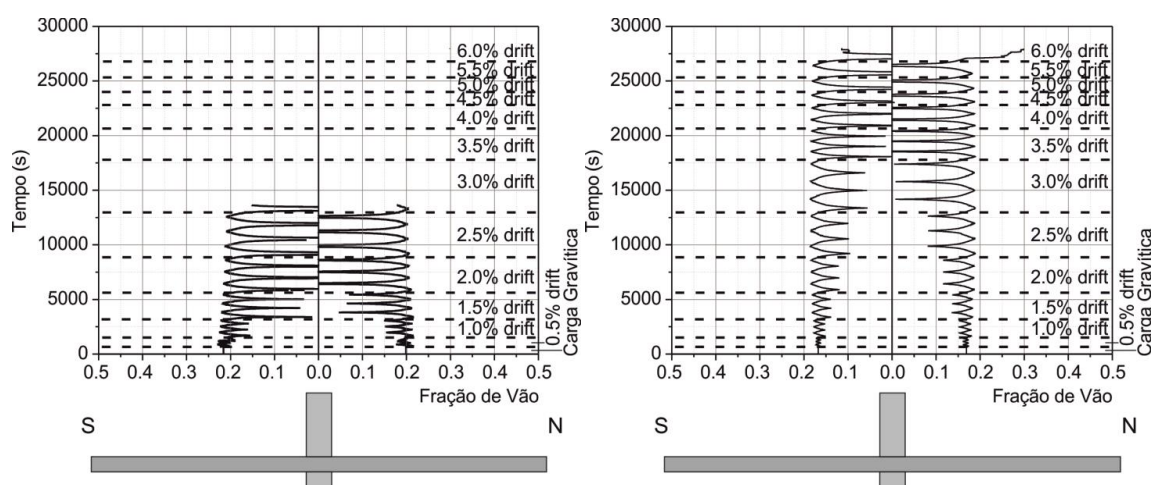 30000
25000
20000
15000
10000
5000
0
Tempo (s)
6.0% drift
5.5% drift
5.0% drift
4.5% drift
4.0% drift
3.5% drift
3.0% drift
2.5% drift
2.0% drift
1.5% drift
1.0% drift
0.5% drift
Carga Gravítica
0.5 0.4 0.3 0.2 0.1 0.0 0.1 0.2 0.3 0.4 0.5
Fração de Vão
S N
30000
25000
20000
15000
10000
5000
0
Tempo (s)
6.0% drift
5.5% drift
5.0% drift
4.5% drift
4.0% drift
3.5% drift
3.0% drift
2.5% drift
2.0% drift
1.5% drift
1.0% drift
0.5% drift
Carga Gravítica
0.5 0.4 0.3 0.2 0.1 0.0 0.1 0.2 0.3 0.4 0.5
Fração de Vão
S N